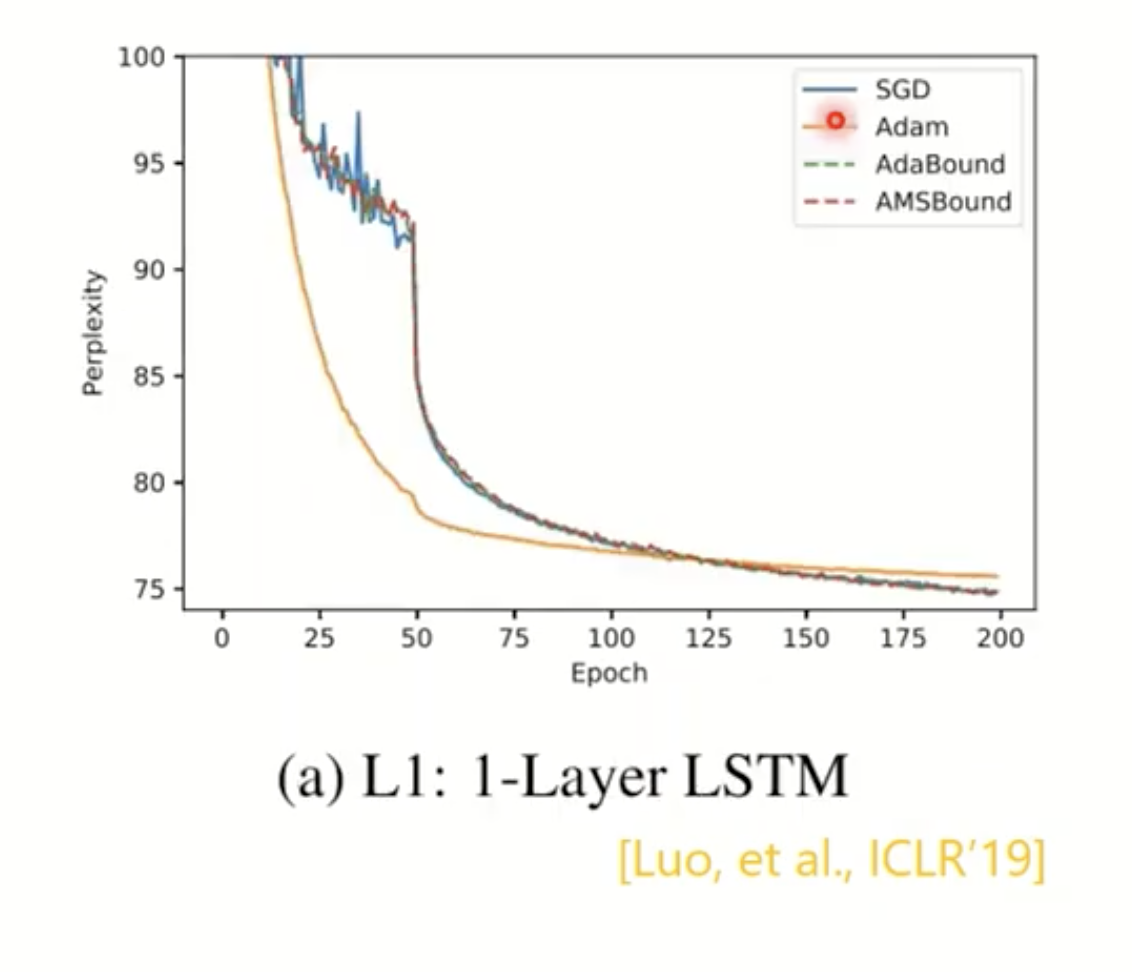 100
95
90
85
80
75
Perplexity
SGD
Adam
AdaBound
AMSBound
0 25 50 75 100 125 150 175 200
Epoch
(a) L1: 1-Layer LSTM
[Luo, et al., ICLR’19]